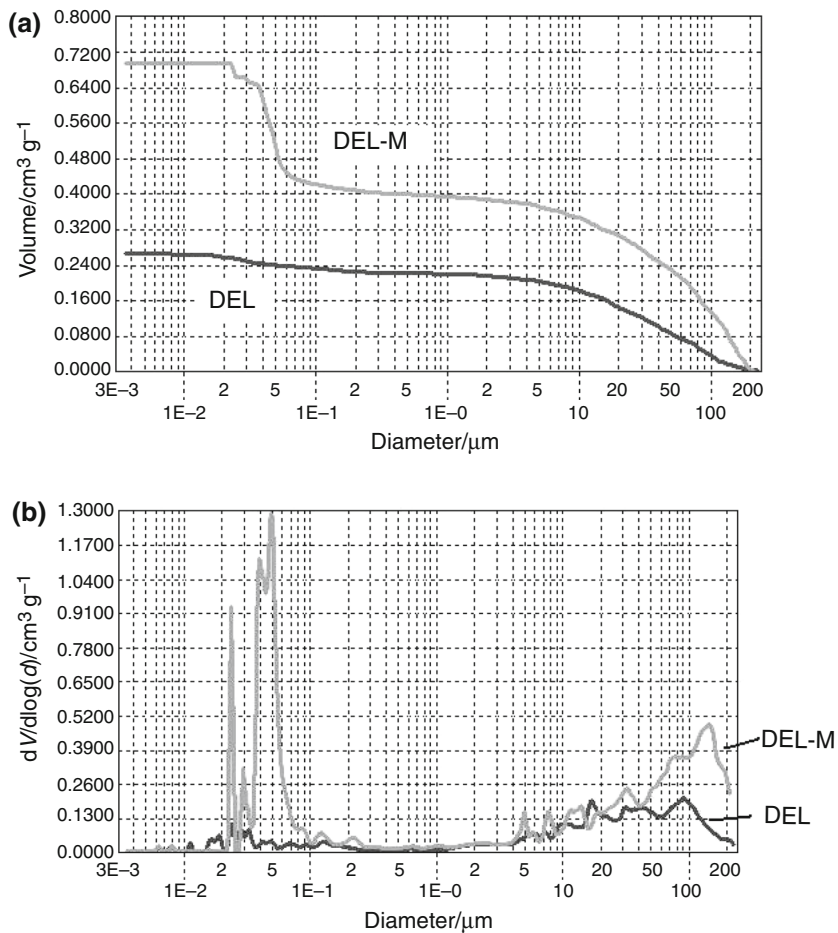 (a)
0.8000
0.7200
0.6400
0.5600
0.4800
0.4000
0.3200
0.2400
0.1600
0.0800
0.0000
Volume/cm³ g–1
DEL-M
DEL
3E–3 2 5 2 5 2 5 20 50 200
1E–2 1E–1 1E–0 10 100
Diameter/μm
(b)
1.3000
1.1700
1.0400
0.9100
0.7800
0.6500
0.5200
0.3900
0.2600
0.1300
0.0000
dV/dlog(d)/cm³ g–1
DEL-M
DEL
3E–3 2 5 2 5 2 5 20 50 200
1E–2 1E–1 1E–0 10 100
Diameter/μm